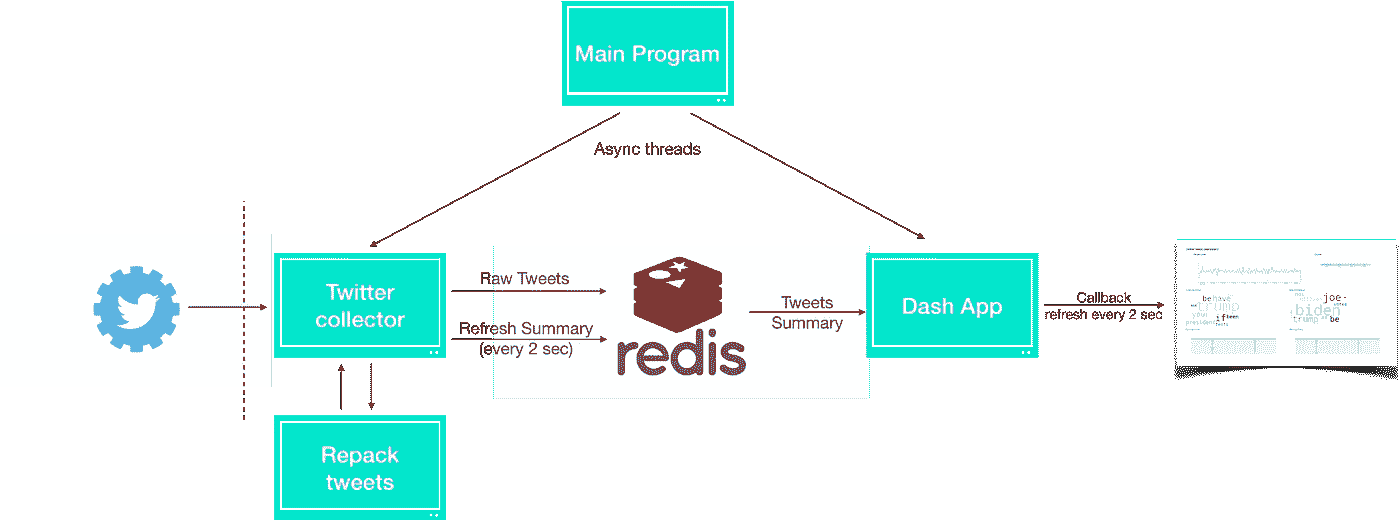 Main Program
Async threads
Twitter
collector
Raw Tweets
Refresh Summary
(every 2 sec)
redis
Tweets
Summary
Dash App
Callback
refresh every 2 sec
be have
trump
your
if been
president
joe-
biden
trump
be
Repack
tweets